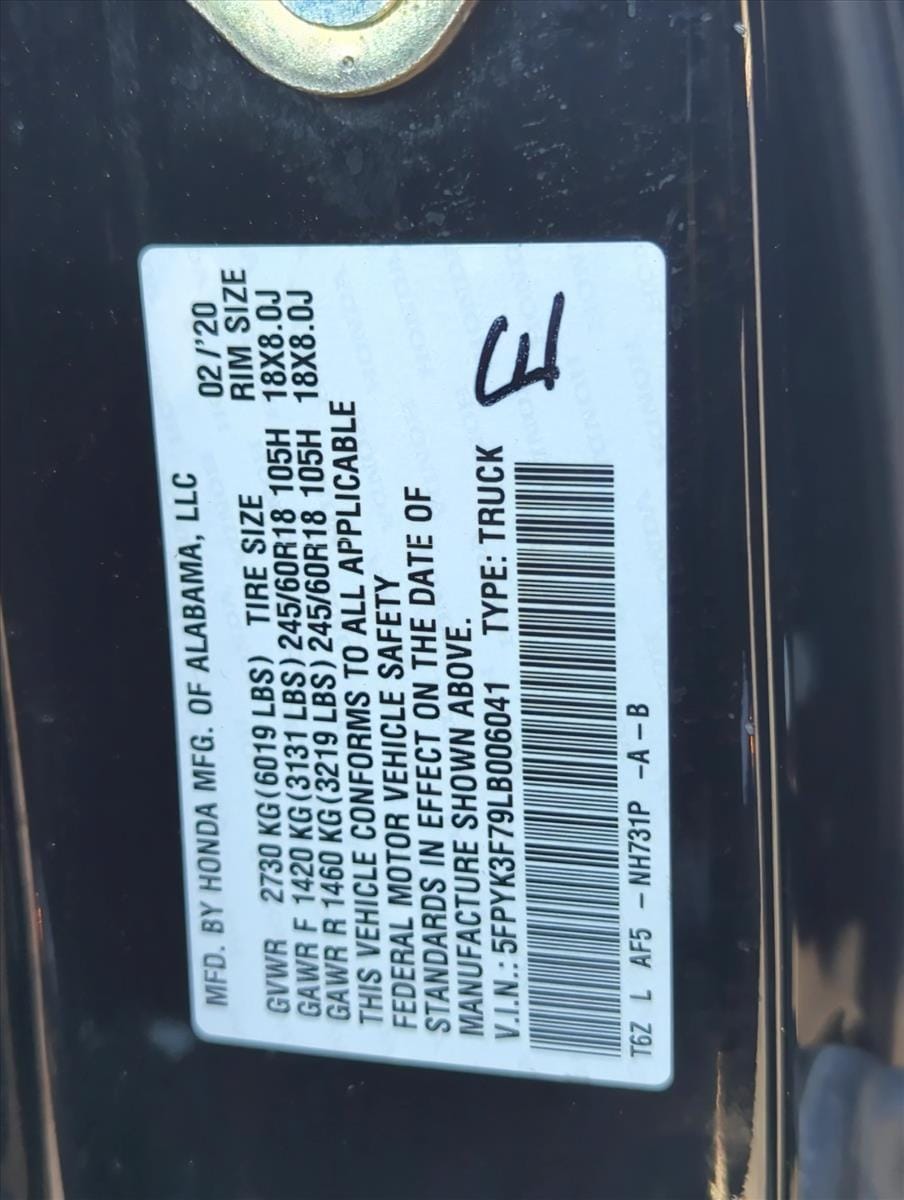 MFD. BY HONDA MFG. OF ALABAMA, LLC 02/'20
GVWR 2730 KG(6019 LBS) TIRE SIZE RIM SIZE
GAWR F 1420 KG(3131 LBS) 245/60R18 105H 18X8.0J
GAWR R 1460 KG(3219 LBS) 245/60R18 105H 18X8.0J
THIS VEHICLE CONFORMS TO ALL APPLICABLE
FEDERAL MOTOR VEHICLE SAFETY
STANDARDS IN EFFECT ON THE DATE OF
MANUFACTURE SHOWN ABOVE.
V.I.N.: 5FPYK3F79LB006041 TYPE: TRUCK
E
T6Z L AF5 - NH731P -A -B